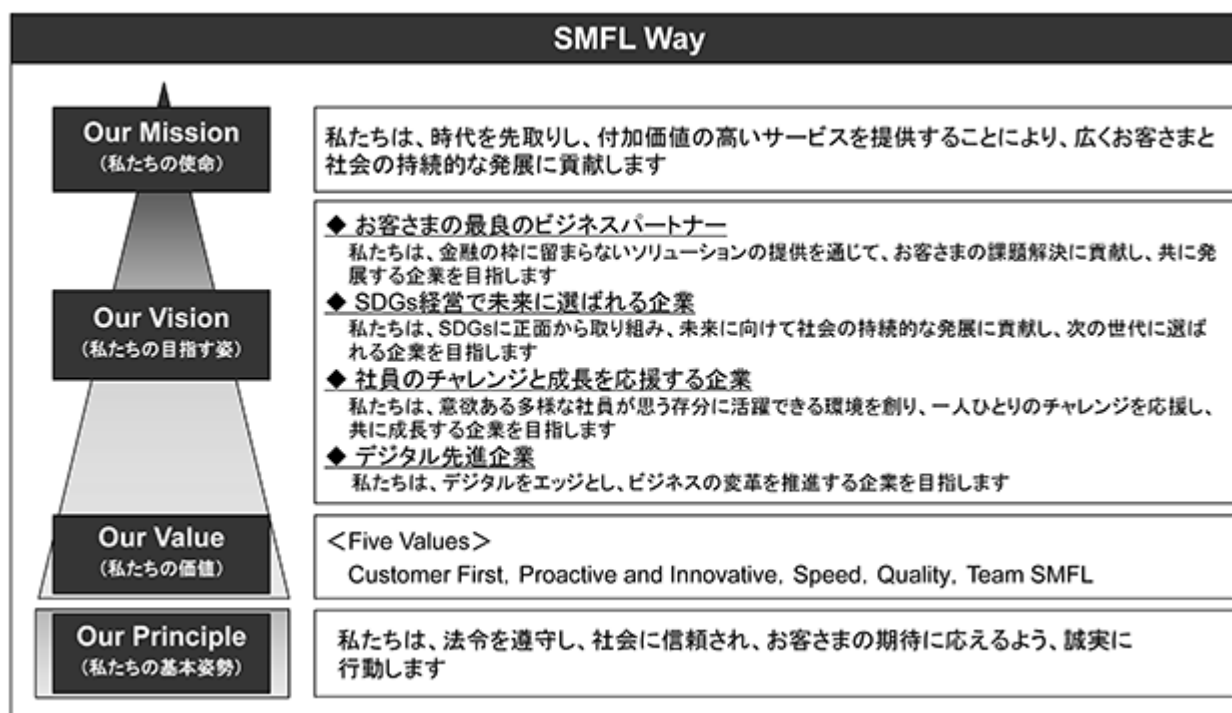 SMFL Way
Our Mission
（私たちの使命）
私たちは、時代を先取りし、付加価値の高いサービスを提供することにより、広くお客さまと
社会の持続的な発展に貢献します
Our Vision
（私たちの目指す姿）
◆ お客さまの最良のビジネスパートナー
私たちは、金融の枠に留まらないソリューションの提供を通じて、お客さまの課題解決に貢献し、共に発
展する企業を目指します
◆ SDGs経営で未来に選ばれる企業
私たちは、SDGsに正面から取り組み、未来に向けて社会の持続的な発展に貢献し、次の世代に選ば
れる企業を目指します
◆ 社員のチャレンジと成長を応援する企業
私たちは、意欲ある多様な社員が思う存分に活躍できる環境を創り、一人ひとりのチャレンジを応援し、
共に成長する企業を目指します
◆ デジタル先進企業
私たちは、デジタルをエッジとし、ビジネスの変革を推進する企業を目指します
Our Value
（私たちの価値）
＜Five Values＞
Customer First, Proactive and Innovative, Speed, Quality, Team SMFL
Our Principle
（私たちの基本姿勢）
私たちは、法令を遵守し、社会に信頼され、お客さまの期待に応えるよう、誠実に
行動します